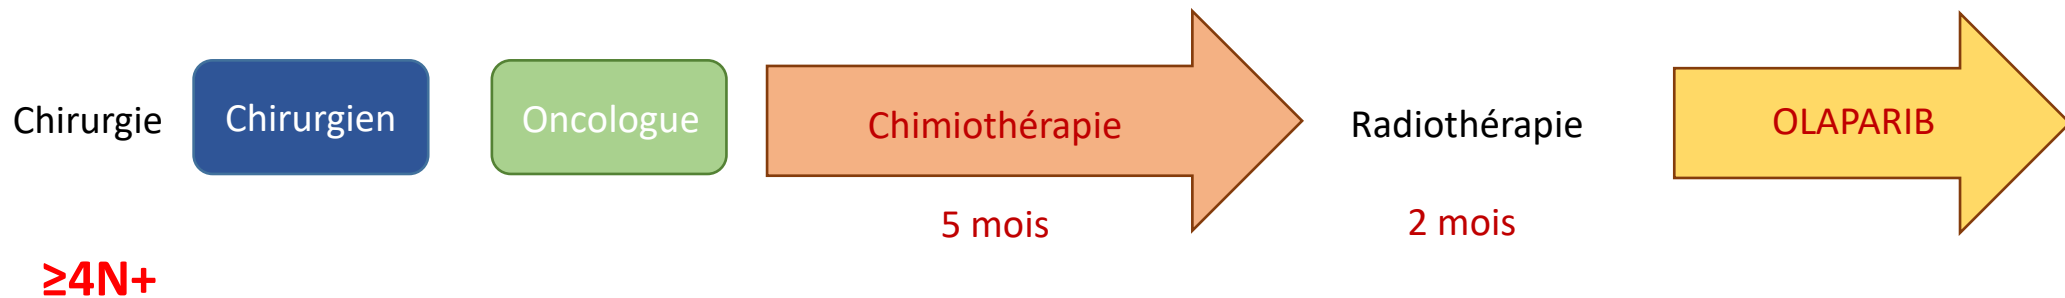 Chirurgie
Chirurgien
Oncologue
Chimiothérapie
Radiothérapie
OLAPARIB
5 mois
2 mois
≥4N+